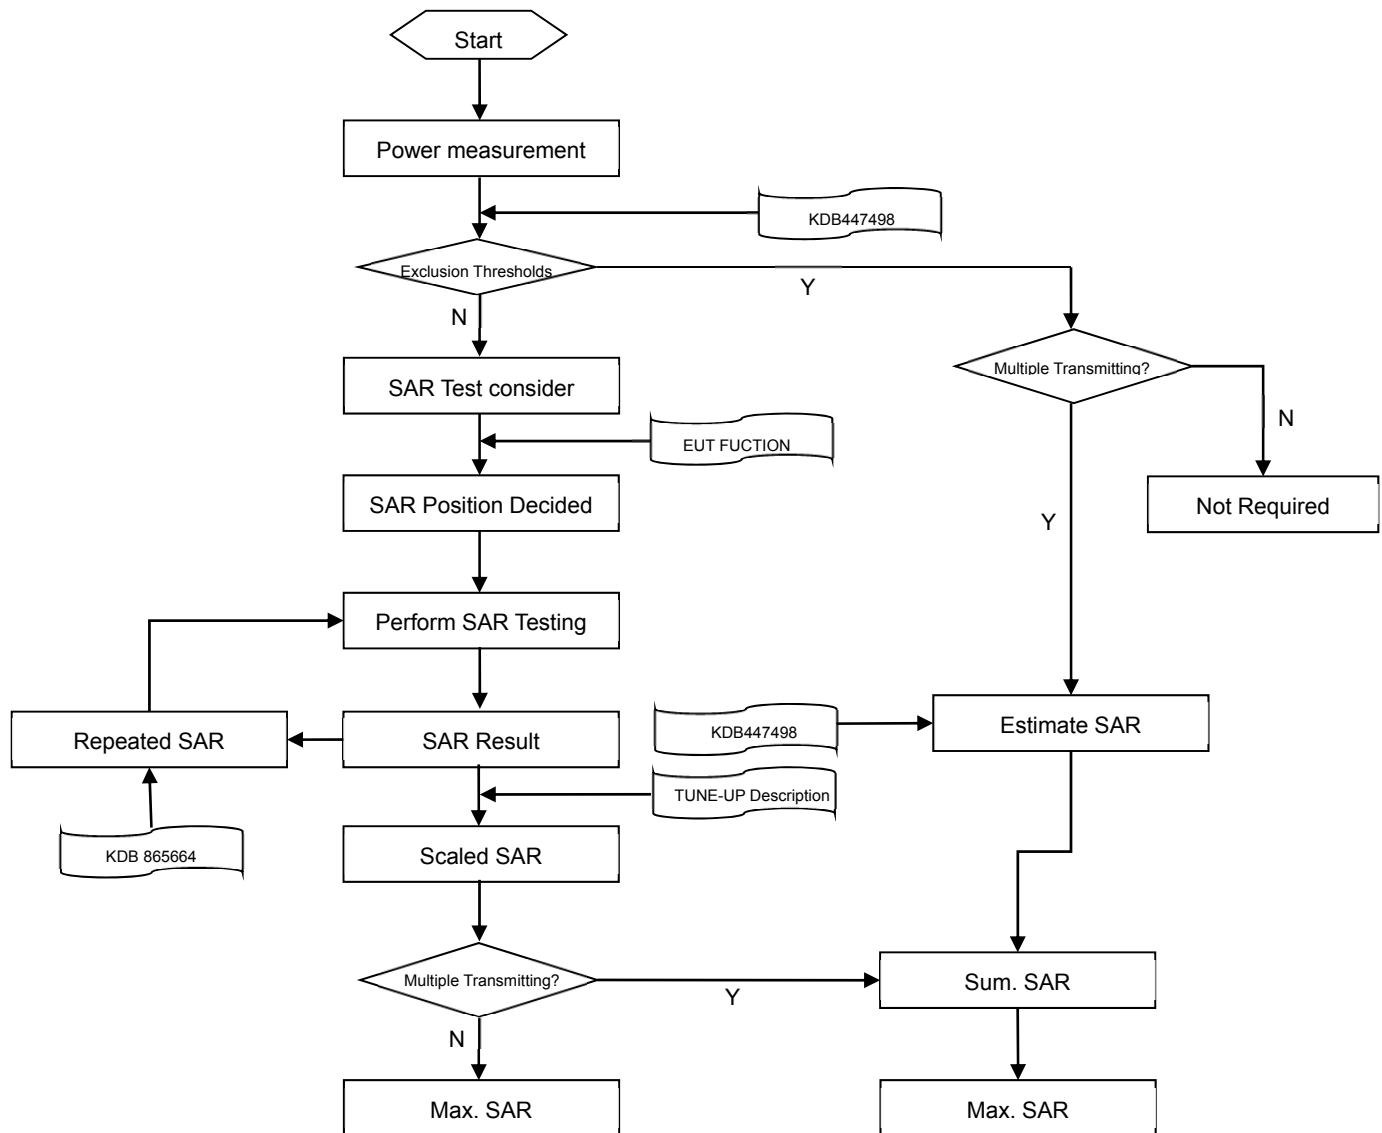 Start
Power measurement
KDB447498
Exclusion Thresholds
Y
N
Multiple Transmitting?
SAR Test consider
N
EUT FUCTION
SAR Position Decided
Not Required
Y
Perform SAR Testing
Repeated SAR
SAR Result
KDB447498
Estimate SAR
TUNE-UP Description
KDB 865664
Scaled SAR
Multiple Transmitting?
Y
Sum. SAR
N
Max. SAR
Max. SAR